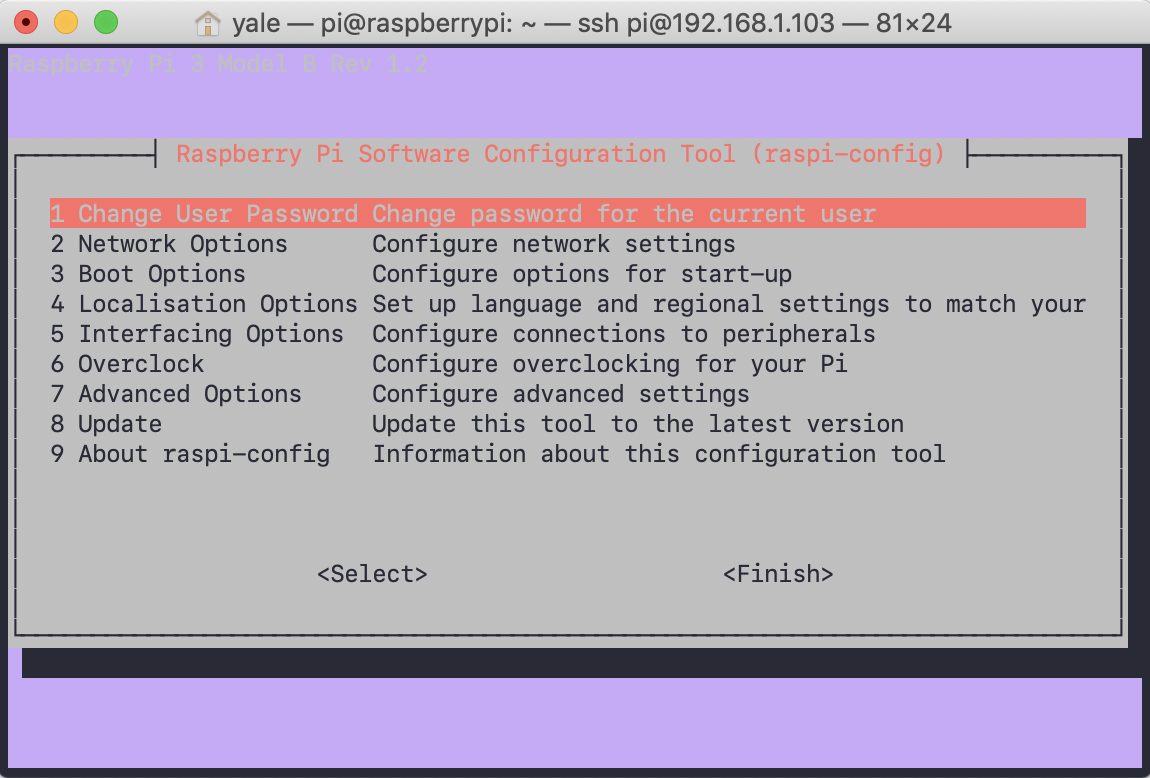 yale — pi@raspberrypi: ~ — ssh pi@192.168.1.103 — 81×24
Raspberry Pi 3 Model B Rev 1.2
Raspberry Pi Software Configuration Tool (raspi-config)
1 Change User Password Change password for the current user
2 Network Options Configure network settings
3 Boot Options Configure options for start-up
4 Localisation Options Set up language and regional settings to match your
5 Interfacing Options Configure connections to peripherals
6 Overclock Configure overclocking for your Pi
7 Advanced Options Configure advanced settings
8 Update Update this tool to the latest version
9 About raspi-config Information about this configuration tool
<Select> <Finish>